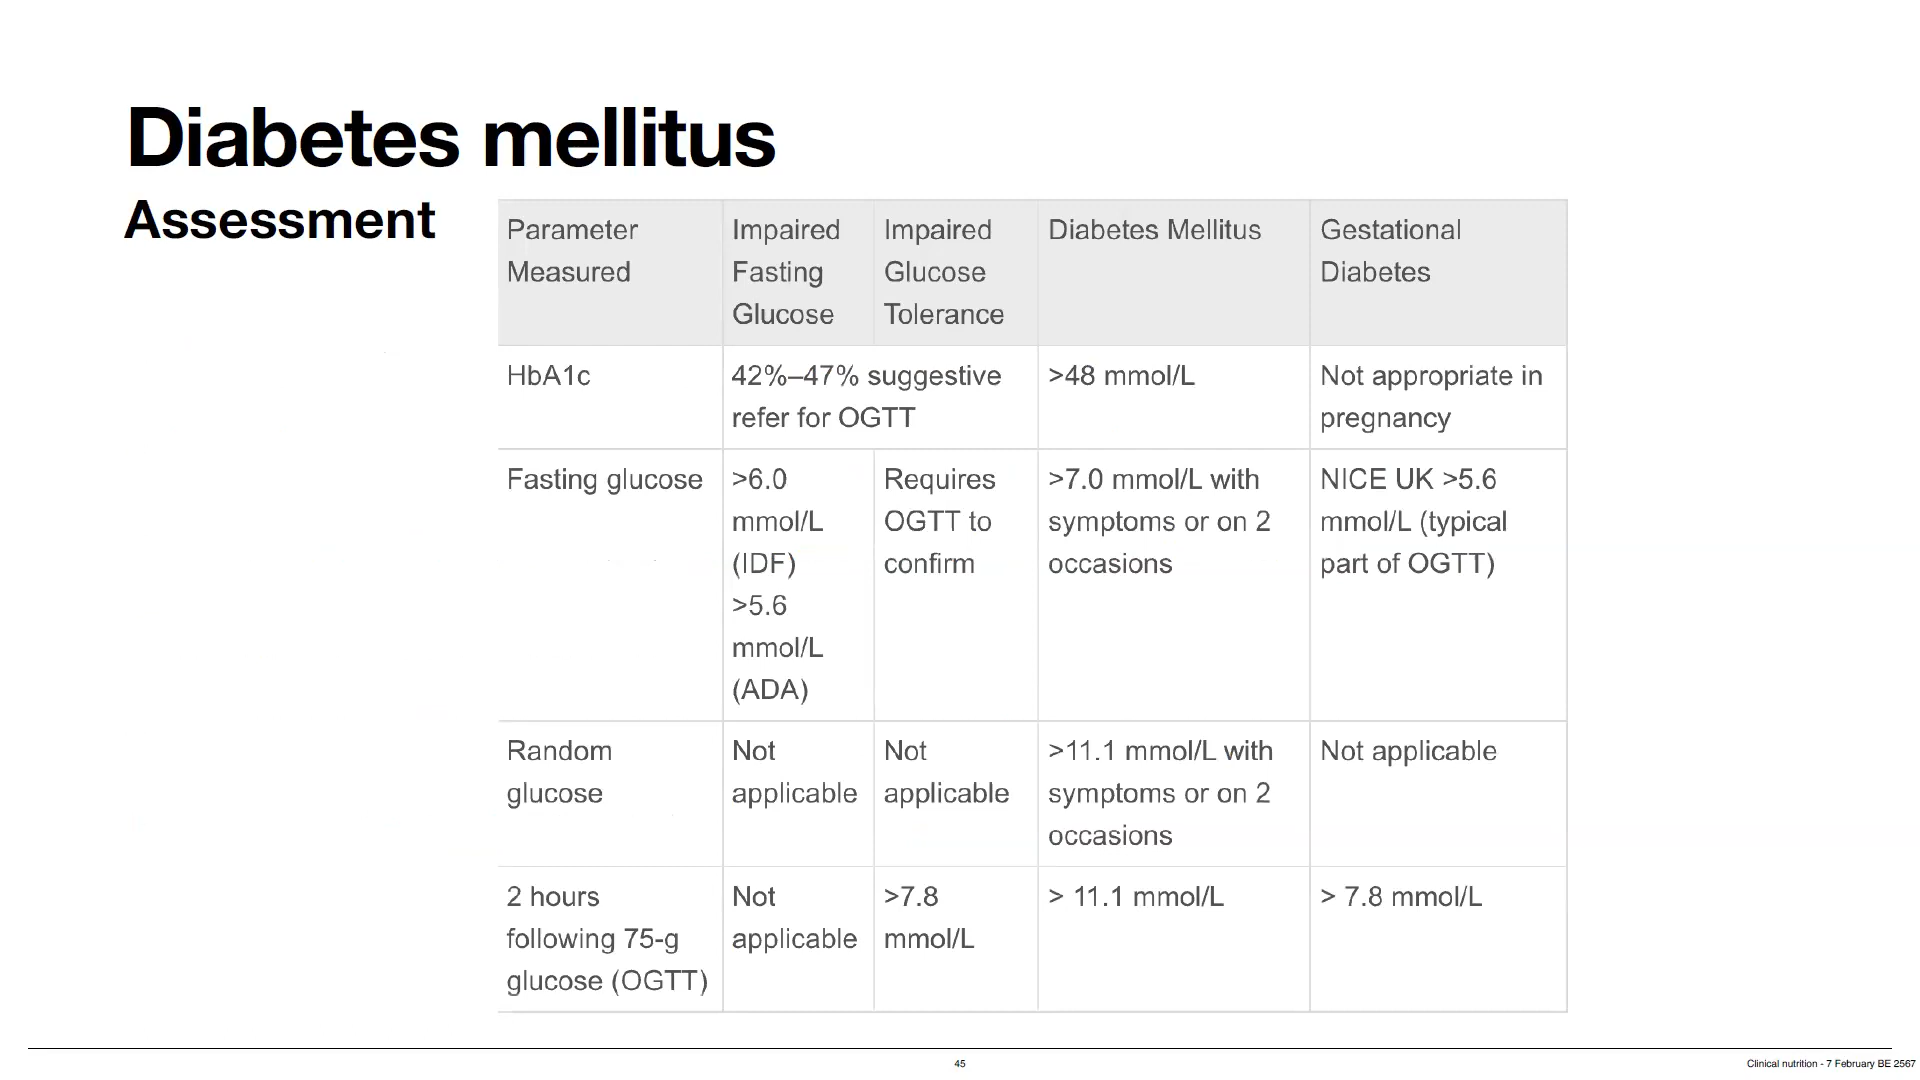 Diabetes mellitus
Assessment
Parameter Measured | Impaired Fasting Glucose | Impaired Glucose Tolerance | Diabetes Mellitus | Gestational Diabetes
HbA1c | 42%–47% suggestive refer for OGTT | >48 mmol/L | Not appropriate in pregnancy
Fasting glucose | >6.0 mmol/L (IDF) >5.6 mmol/L (ADA) | Requires OGTT to confirm | >7.0 mmol/L with symptoms or on 2 occasions | NICE UK >5.6 mmol/L (typical part of OGTT)
Random glucose | Not applicable | Not applicable | >11.1 mmol/L with symptoms or on 2 occasions | Not applicable
2 hours following 75-g glucose (OGTT) | Not applicable | >7.8 mmol/L | > 11.1 mmol/L | > 7.8 mmol/L
45
Clinical nutrition - 7 February BE 2567